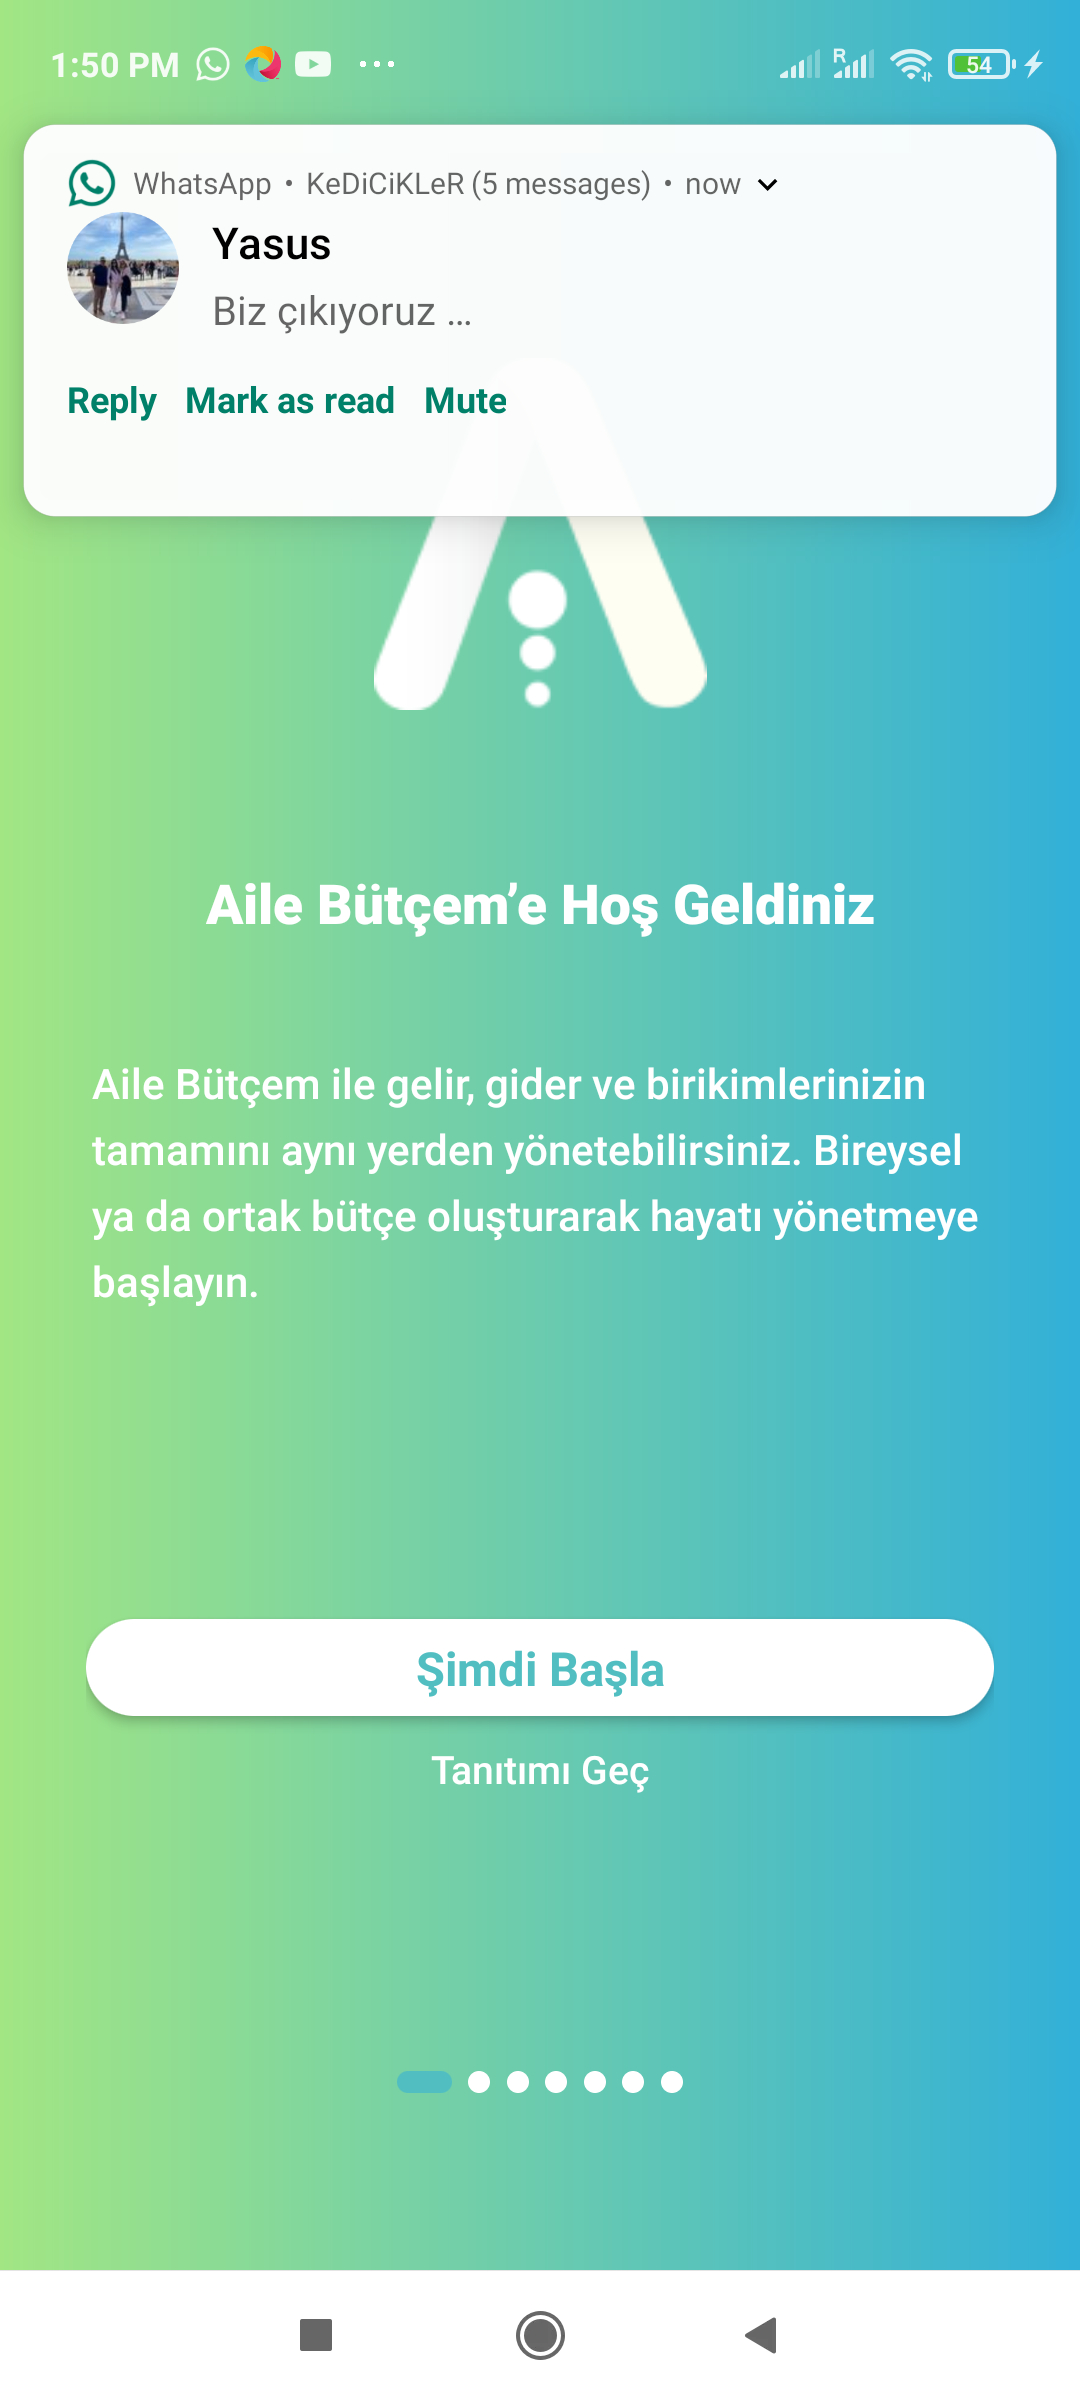 1:50 PM
R
54
WhatsApp • KeDiCiKLeR (5 messages) • now
Yasus
Biz çıkıyoruz ...
Reply Mark as read Mute
Aile Bütçem’e Hoş Geldiniz
Aile Bütçem ile gelir, gider ve birikimlerinizin
tamamını aynı yerden yönetebilirsiniz. Bireysel
ya da ortak bütçe oluşturarak hayatı yönetmeye
başlayın.
Şimdi Başla
Tanıtımı Geç